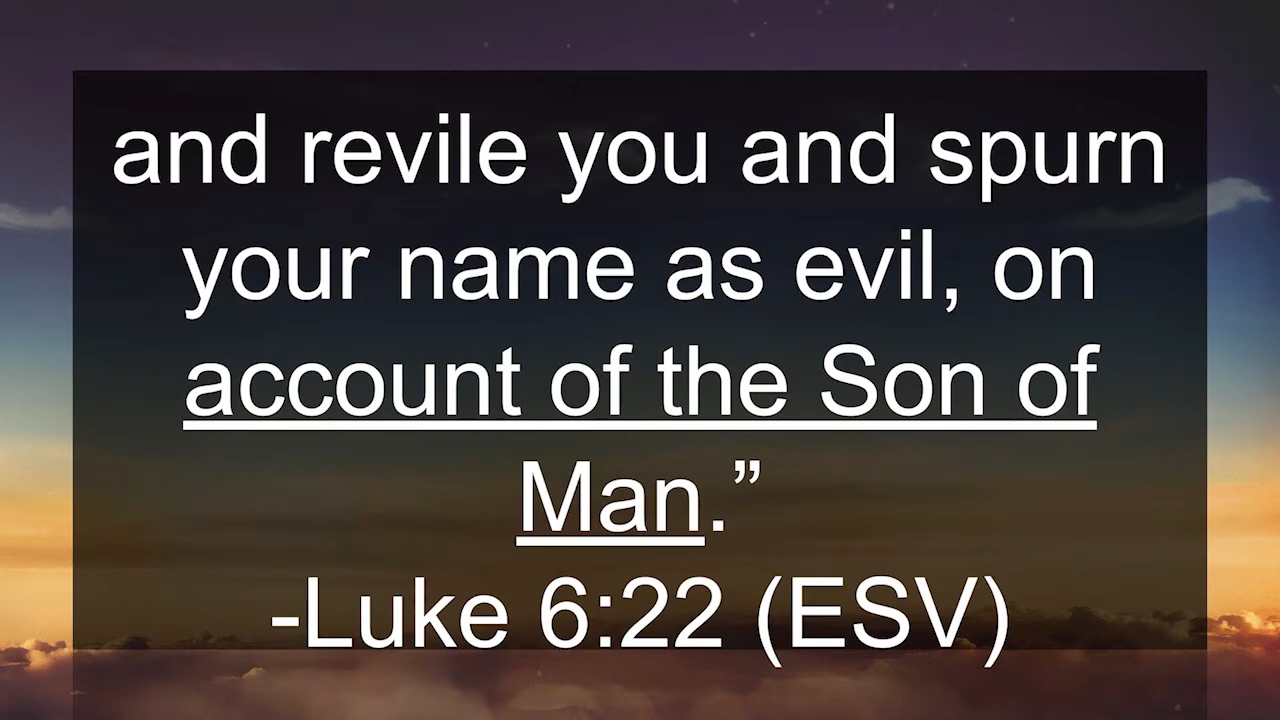 and revile you and spurn
your name as evil, on
account of the Son of
Man.”
-Luke 6:22 (ESV)